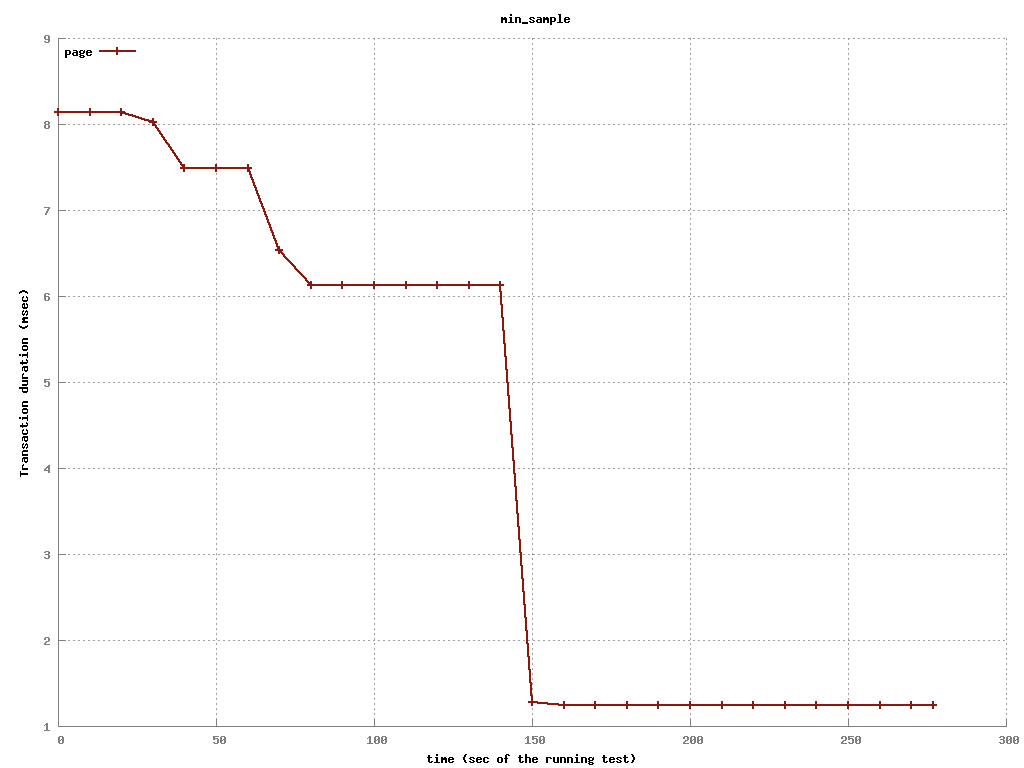 min_sample
page
9
8
7
6
5
4
3
2
1
Transaction duration (msec)
0 50 100 150 200 250 300
time (sec of the running test)